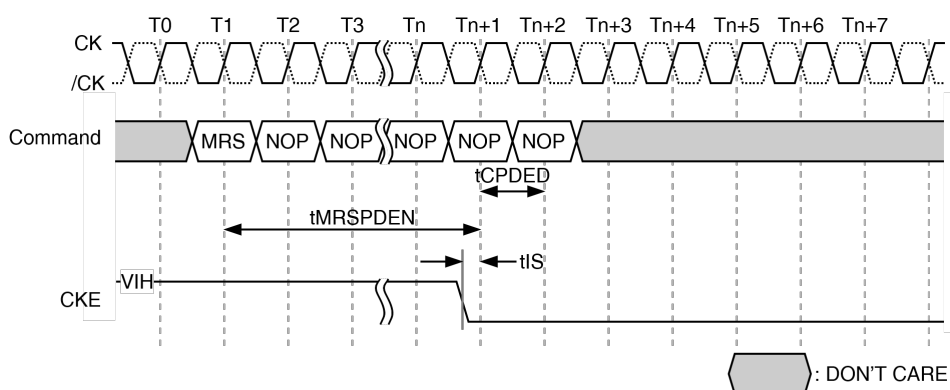 T0 T1 T2 T3 Tn Tn+1 Tn+2 Tn+3 Tn+4 Tn+5 Tn+6 Tn+7
CK
/CK
Command MRS NOP NOP NOP NOP NOP
tCPDED
tMRSPDEN
tIS
VIH
CKE
: DON'T CARE